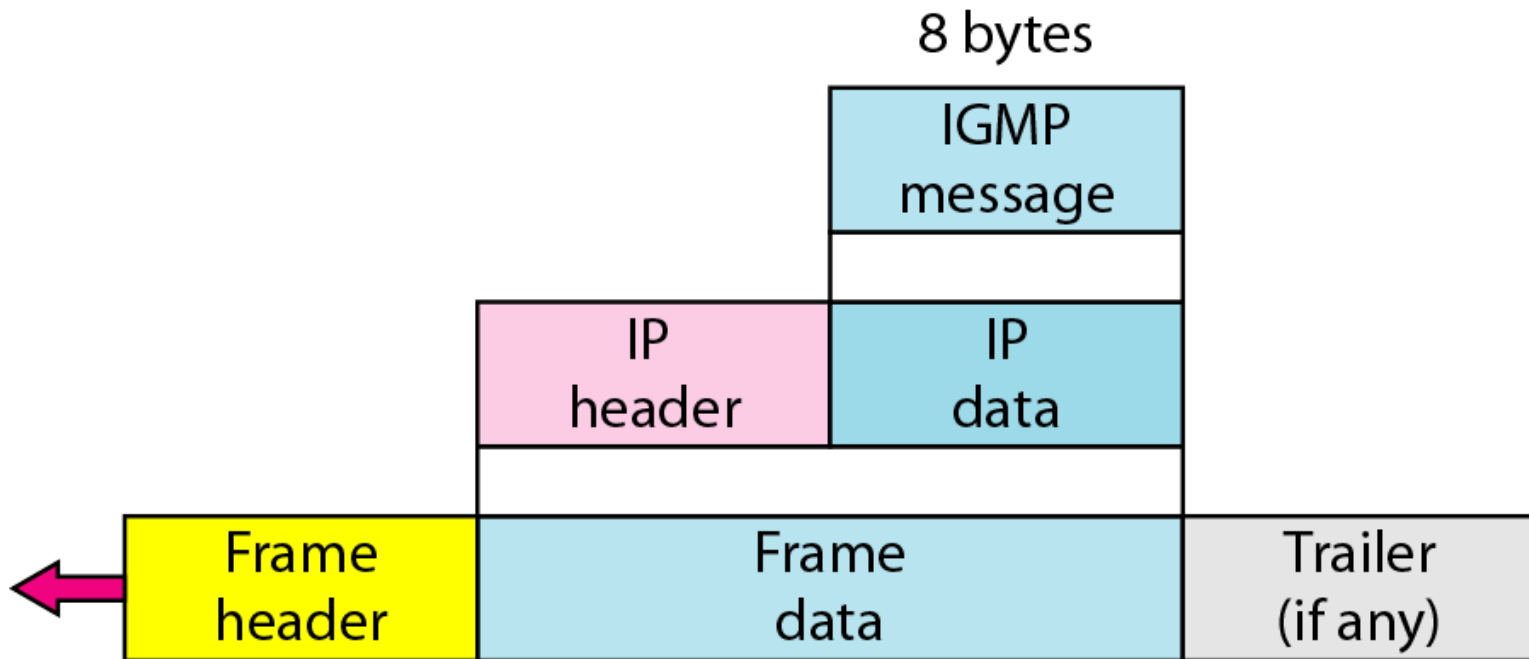 8 bytes
IGMP
message
IP
header
IP
data
Frame
header
Frame
data
Trailer
(if any)